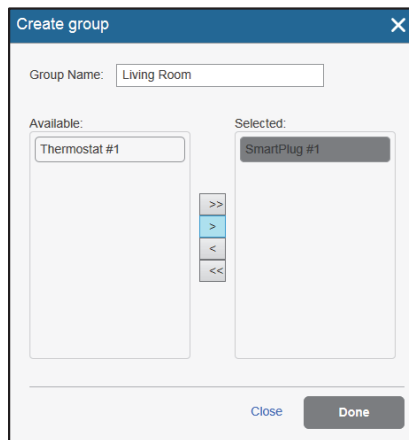 Create group
Group Name: Living Room
Available: Selected:
Thermostat #1 SmartPlug #1
>>
>
<
<<
Close Done